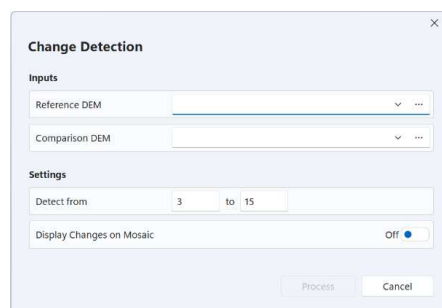 Change Detection
Inputs
Reference DEM
Comparison DEM
Settings
Detect from 3 to 15
Display Changes on Mosaic Off
Process Cancel